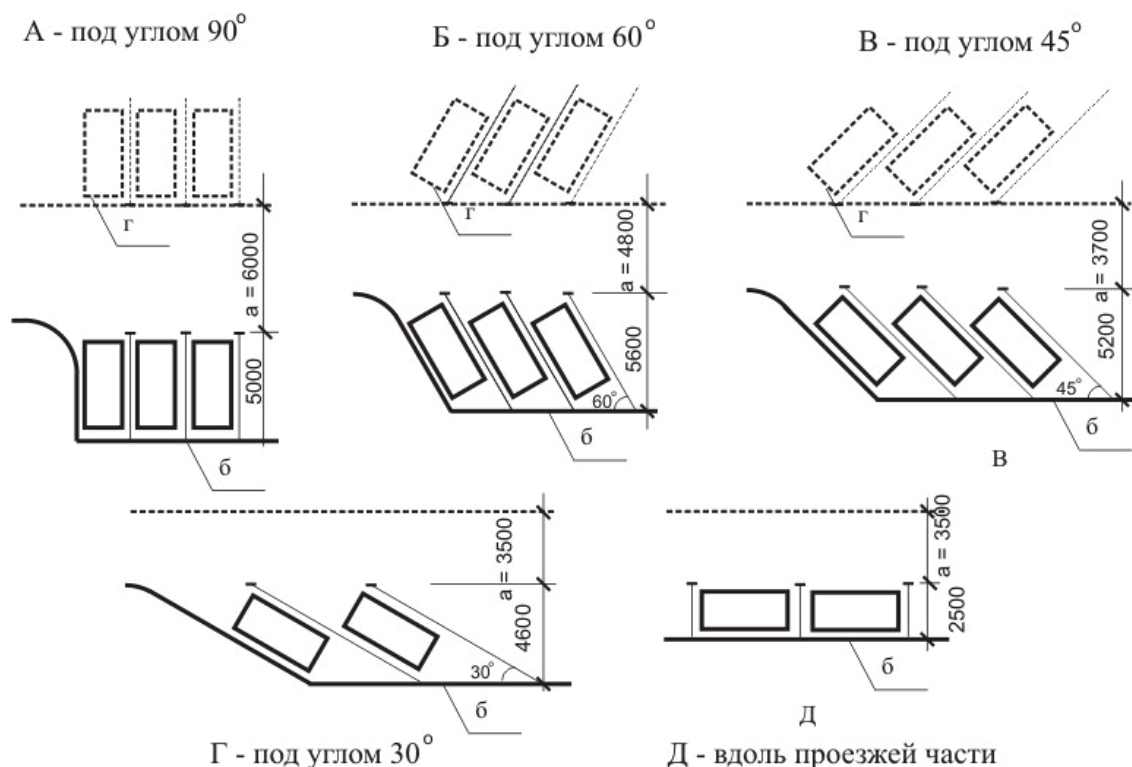 А - под углом 90°
Б - под углом 60°
В - под углом 45°
г
a = 6000
5000
б
г
a = 4800
5600
60°
б
г
a = 3700
5200
45°
б
В
a = 3500
4600
30°
б
a = 3500
2500
б
Д
Г - под углом 30°
Д - вдоль проезжей части